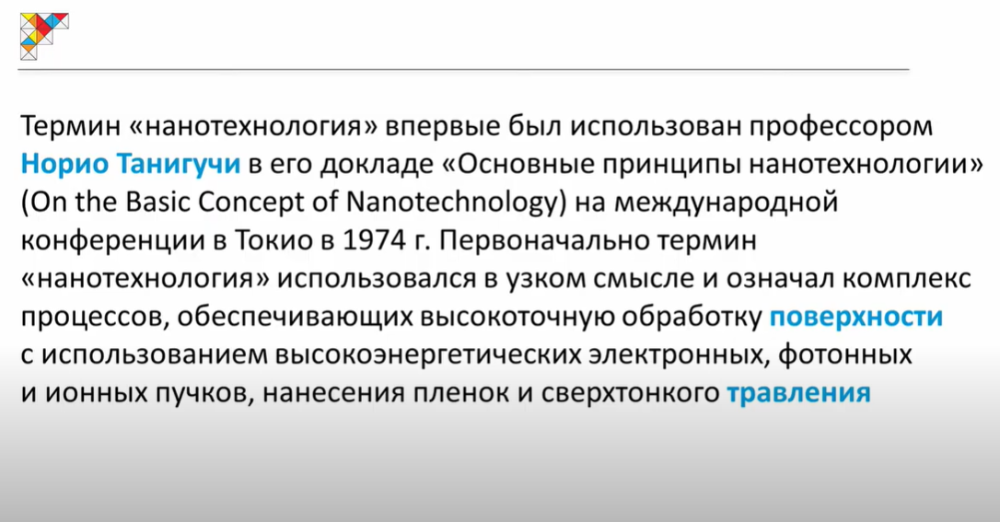 Термин «нанотехнология» впервые был использован профессором
Норио Танигучи в его докладе «Основные принципы нанотехнологии»
(On the Basic Concept of Nanotechnology) на международной
конференции в Токио в 1974 г. Первоначально термин
«нанотехнология» использовался в узком смысле и означал комплекс
процессов, обеспечивающих высокоточную обработку поверхности
с использованием высокоэнергетических электронных, фотонных
и ионных пучков, нанесения пленок и сверхтонкого травления